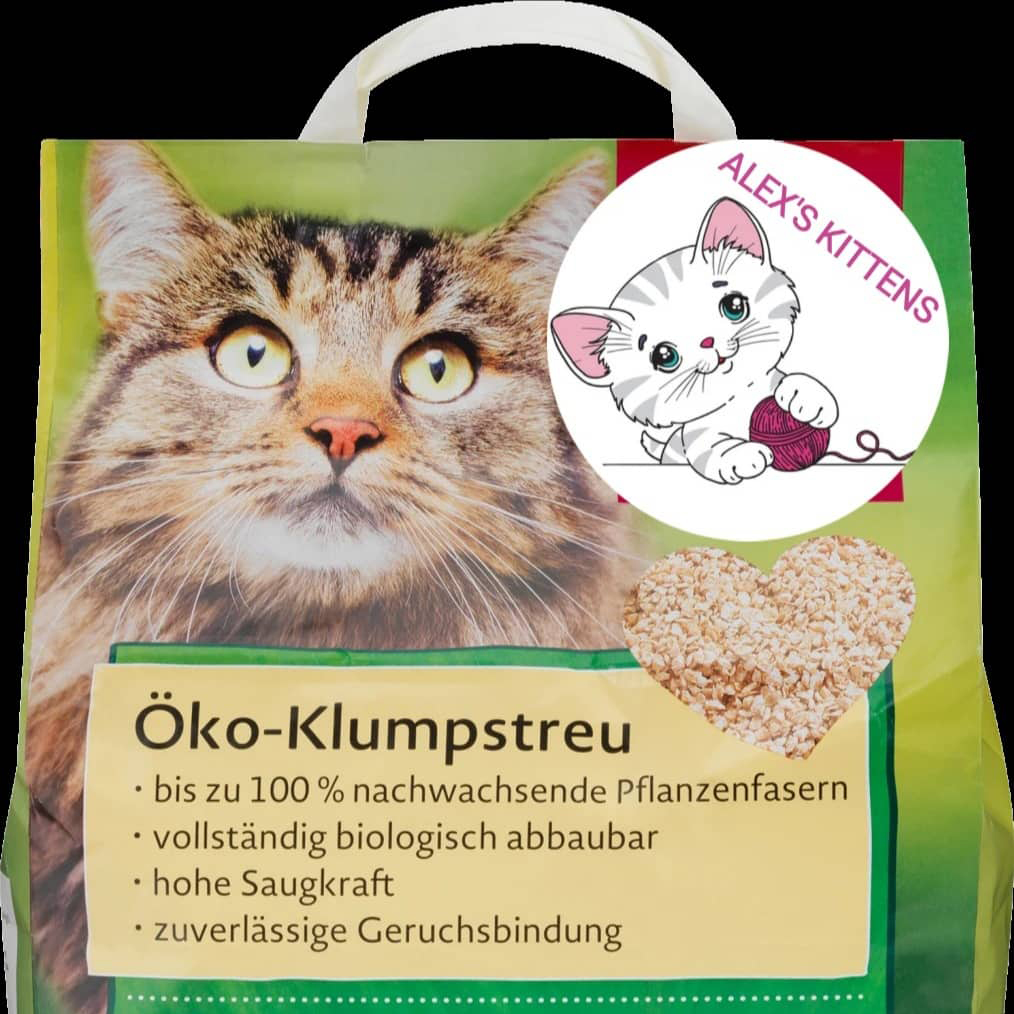 ALEX'S KITTENS
Öko-Klumpstreu
· bis zu 100 % nachwachsende Pflanzenfasern
· vollständig biologisch abbaubar
· hohe Saugkraft
· zuverlässige Geruchsbindung